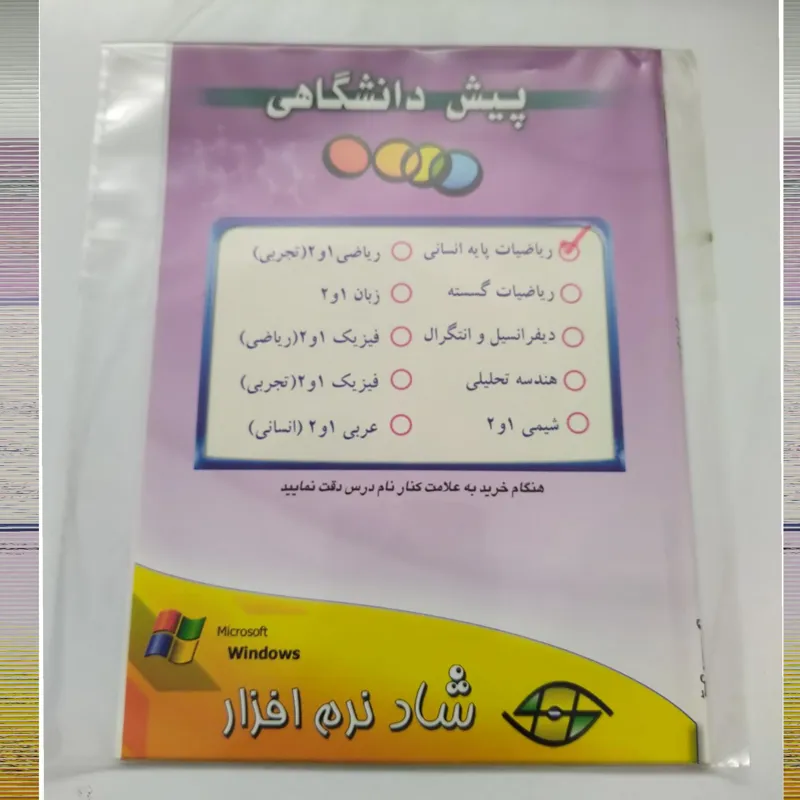 پیش دانشگاهی
ریاضیات پایه انسانی
ریاضیات گسسته
دیفرانسیل و انتگرال
هندسه تحلیلی
شیمی ۱و۲
ریاضی۱و۲(تجربی)
زبان ۱و۲
فیزیک ۱و۲(ریاضی)
فیزیک ۱و۲(تجربی)
عربی ۱و۲ (انسانی)
هنگام خرید به علامت کنار نام درس دقت نمایید
Microsoft
Windows
شاد نرم افزار